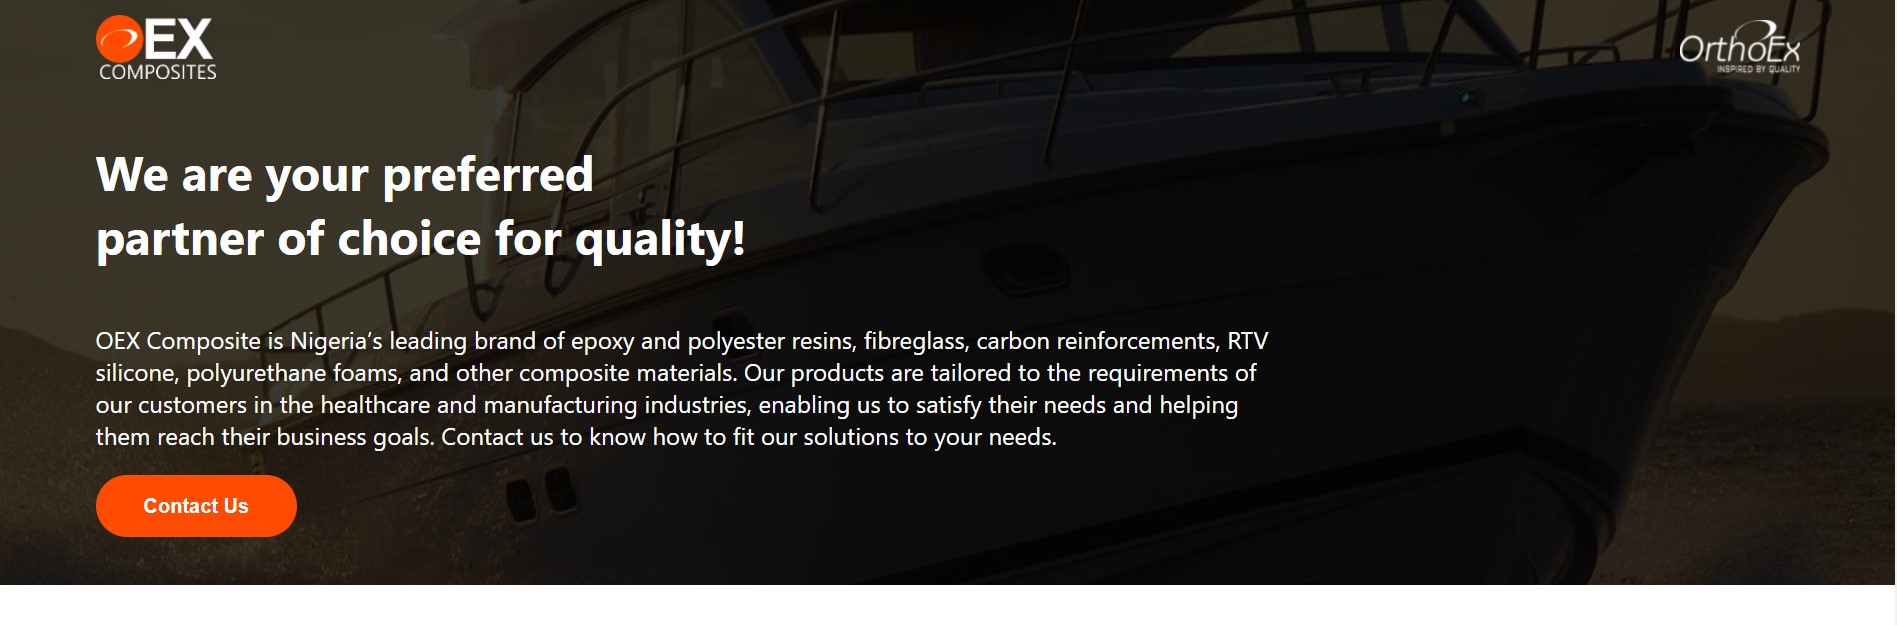 OEX
COMPOSITES
OrthoEx
INSPIRED BY QUALITY
We are your preferred
partner of choice for quality!
OEX Composite is Nigeria’s leading brand of epoxy and polyester resins, fibreglass, carbon reinforcements, RTV
silicone, polyurethane foams, and other composite materials. Our products are tailored to the requirements of
our customers in the healthcare and manufacturing industries, enabling us to satisfy their needs and helping
them reach their business goals. Contact us to know how to fit our solutions to your needs.
Contact Us